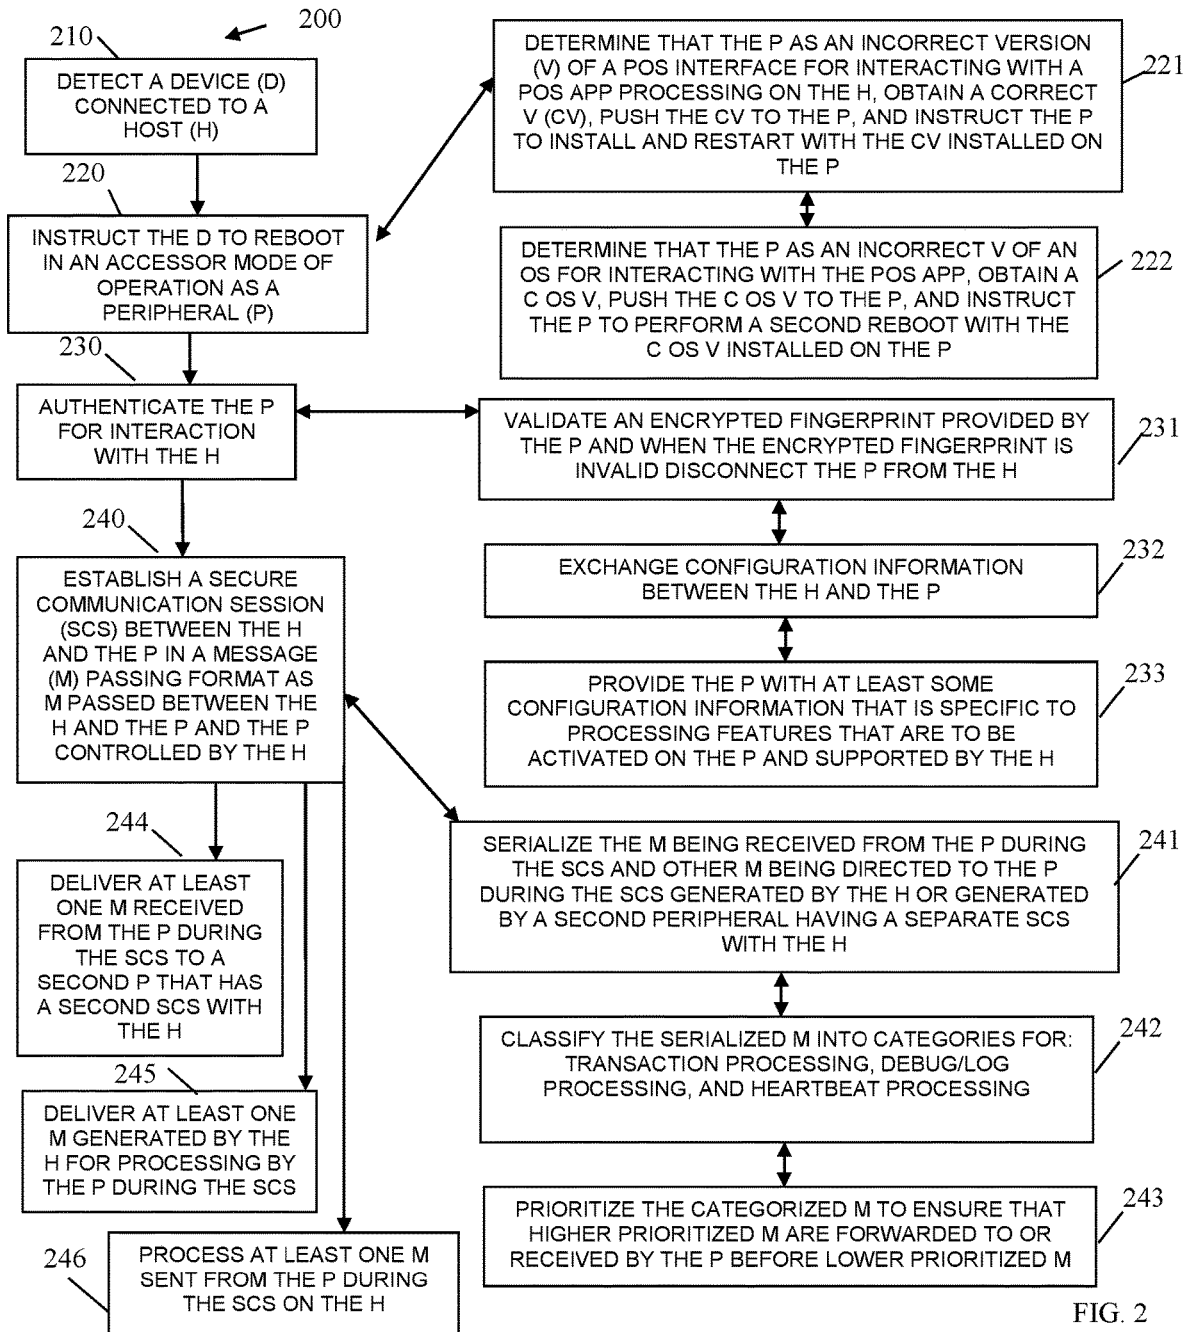 200
210
DETECT A DEVICE (D)
CONNECTED TO A
HOST (H)
220
INSTRUCT THE D TO REBOOT
IN AN ACCESSOR MODE OF
OPERATION AS A
PERIPHERAL (P)
221
DETERMINE THAT THE P AS AN INCORRECT VERSION
(V) OF A POS INTERFACE FOR INTERACTING WITH A
POS APP PROCESSING ON THE H, OBTAIN A CORRECT
V (CV), PUSH THE CV TO THE P, AND INSTRUCT THE P
TO INSTALL AND RESTART WITH THE CV INSTALLED ON
THE P
222
DETERMINE THAT THE P AS AN INCORRECT V OF AN
OS FOR INTERACTING WITH THE POS APP, OBTAIN A
C OS V, PUSH THE C OS V TO THE P, AND INSTRUCT
THE P TO PERFORM A SECOND REBOOT WITH THE
C OS V INSTALLED ON THE P
230
AUTHENTICATE THE P
FOR INTERACTION
WITH THE H
231
VALIDATE AN ENCRYPTED FINGERPRINT PROVIDED BY
THE P AND WHEN THE ENCRYPTED FINGERPRINT IS
INVALID DISCONNECT THE P FROM THE H
232
EXCHANGE CONFIGURATION INFORMATION
BETWEEN THE H AND THE P
233
PROVIDE THE P WITH AT LEAST SOME
CONFIGURATION INFORMATION THAT IS SPECIFIC TO
PROCESSING FEATURES THAT ARE TO BE
ACTIVATED ON THE P AND SUPPORTED BY THE H
240
ESTABLISH A SECURE
COMMUNICATION SESSION
(SCS) BETWEEN THE H
AND THE P IN A MESSAGE
(M) PASSING FORMAT AS
M PASSED BETWEEN THE
H AND THE P AND THE P
CONTROLLED BY THE H
241
SERIALIZE THE M BEING RECEIVED FROM THE P DURING
THE SCS AND OTHER M BEING DIRECTED TO THE P
DURING THE SCS GENERATED BY THE H OR GENERATED
BY A SECOND PERIPHERAL HAVING A SEPARATE SCS
WITH THE H
242
CLASSIFY THE SERIALIZED M INTO CATEGORIES FOR:
TRANSACTION PROCESSING, DEBUG/LOG
PROCESSING, AND HEARTBEAT PROCESSING
243
PRIORITIZE THE CATEGORIZED M TO ENSURE THAT
HIGHER PRIORITIZED M ARE FORWARDED TO OR
RECEIVED BY THE P BEFORE LOWER PRIORITIZED M
244
DELIVER AT LEAST
ONE M RECEIVED
FROM THE P DURING
THE SCS TO A
SECOND P THAT HAS
A SECOND SCS WITH
THE H
245
DELIVER AT LEAST ONE
M GENERATED BY THE
H FOR PROCESSING BY
THE P DURING THE SCS
246
PROCESS AT LEAST ONE M
SENT FROM THE P DURING
THE SCS ON THE H
FIG. 2